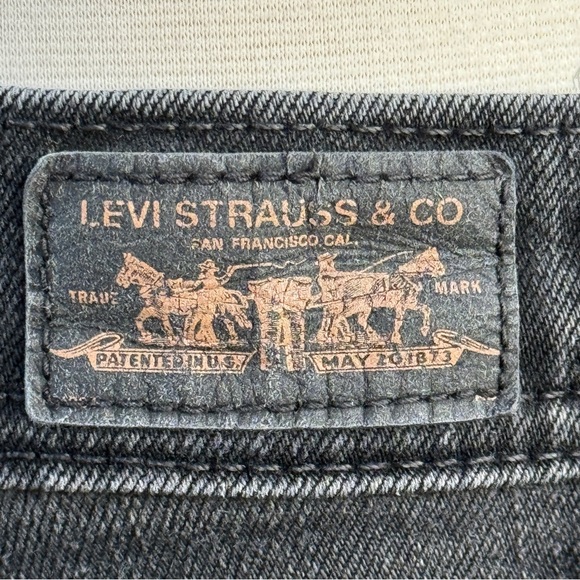 LEVI STRAUSS & CO
SAN FRANCISCO, CAL.
TRADE MARK
PATENTED IN U.S. MAY 20 1873